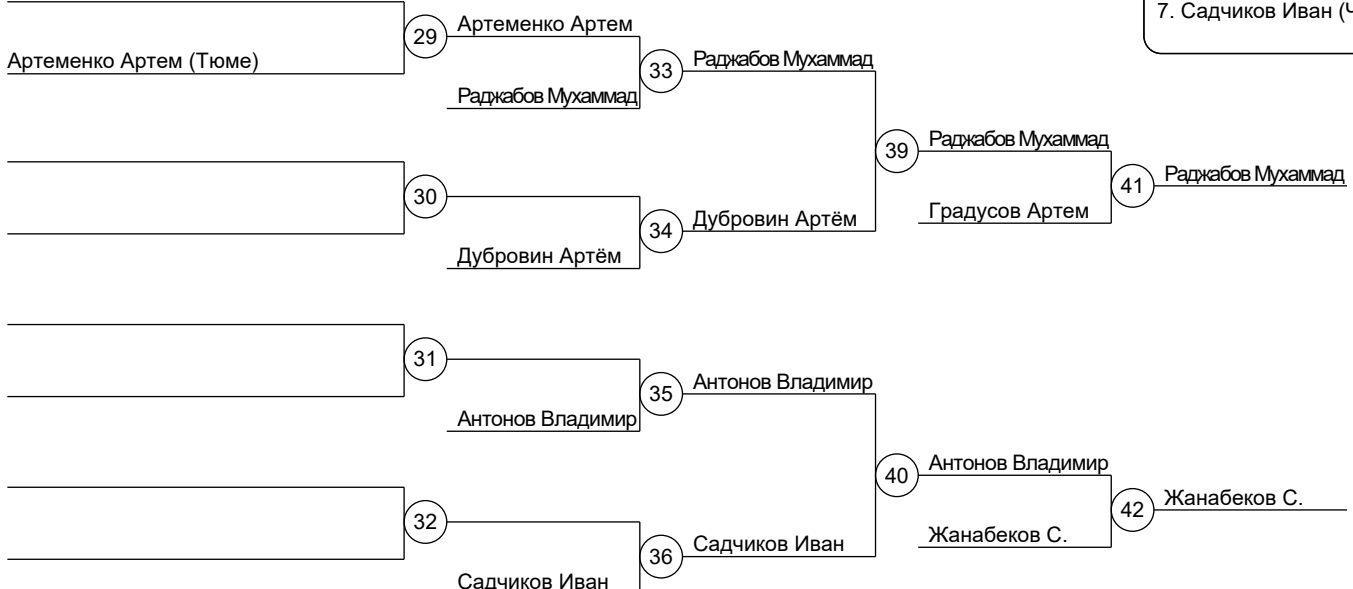 7. Садчиков Иван (Ч
29
Артеменко Артем
Артеменко Артем (Тюме)
33
Раджабов Мухаммад
Раджабов Мухаммад
39
Раджабов Мухаммад
41
Раджабов Мухаммад
30
34
Дубровин Артём
Градусов Артем
Дубровин Артём
31
35
Антонов Владимир
Антонов Владимир
40
Антонов Владимир
42
Жанабеков С.
32
36
Садчиков Иван
Жанабеков С.
Садчиков Иван